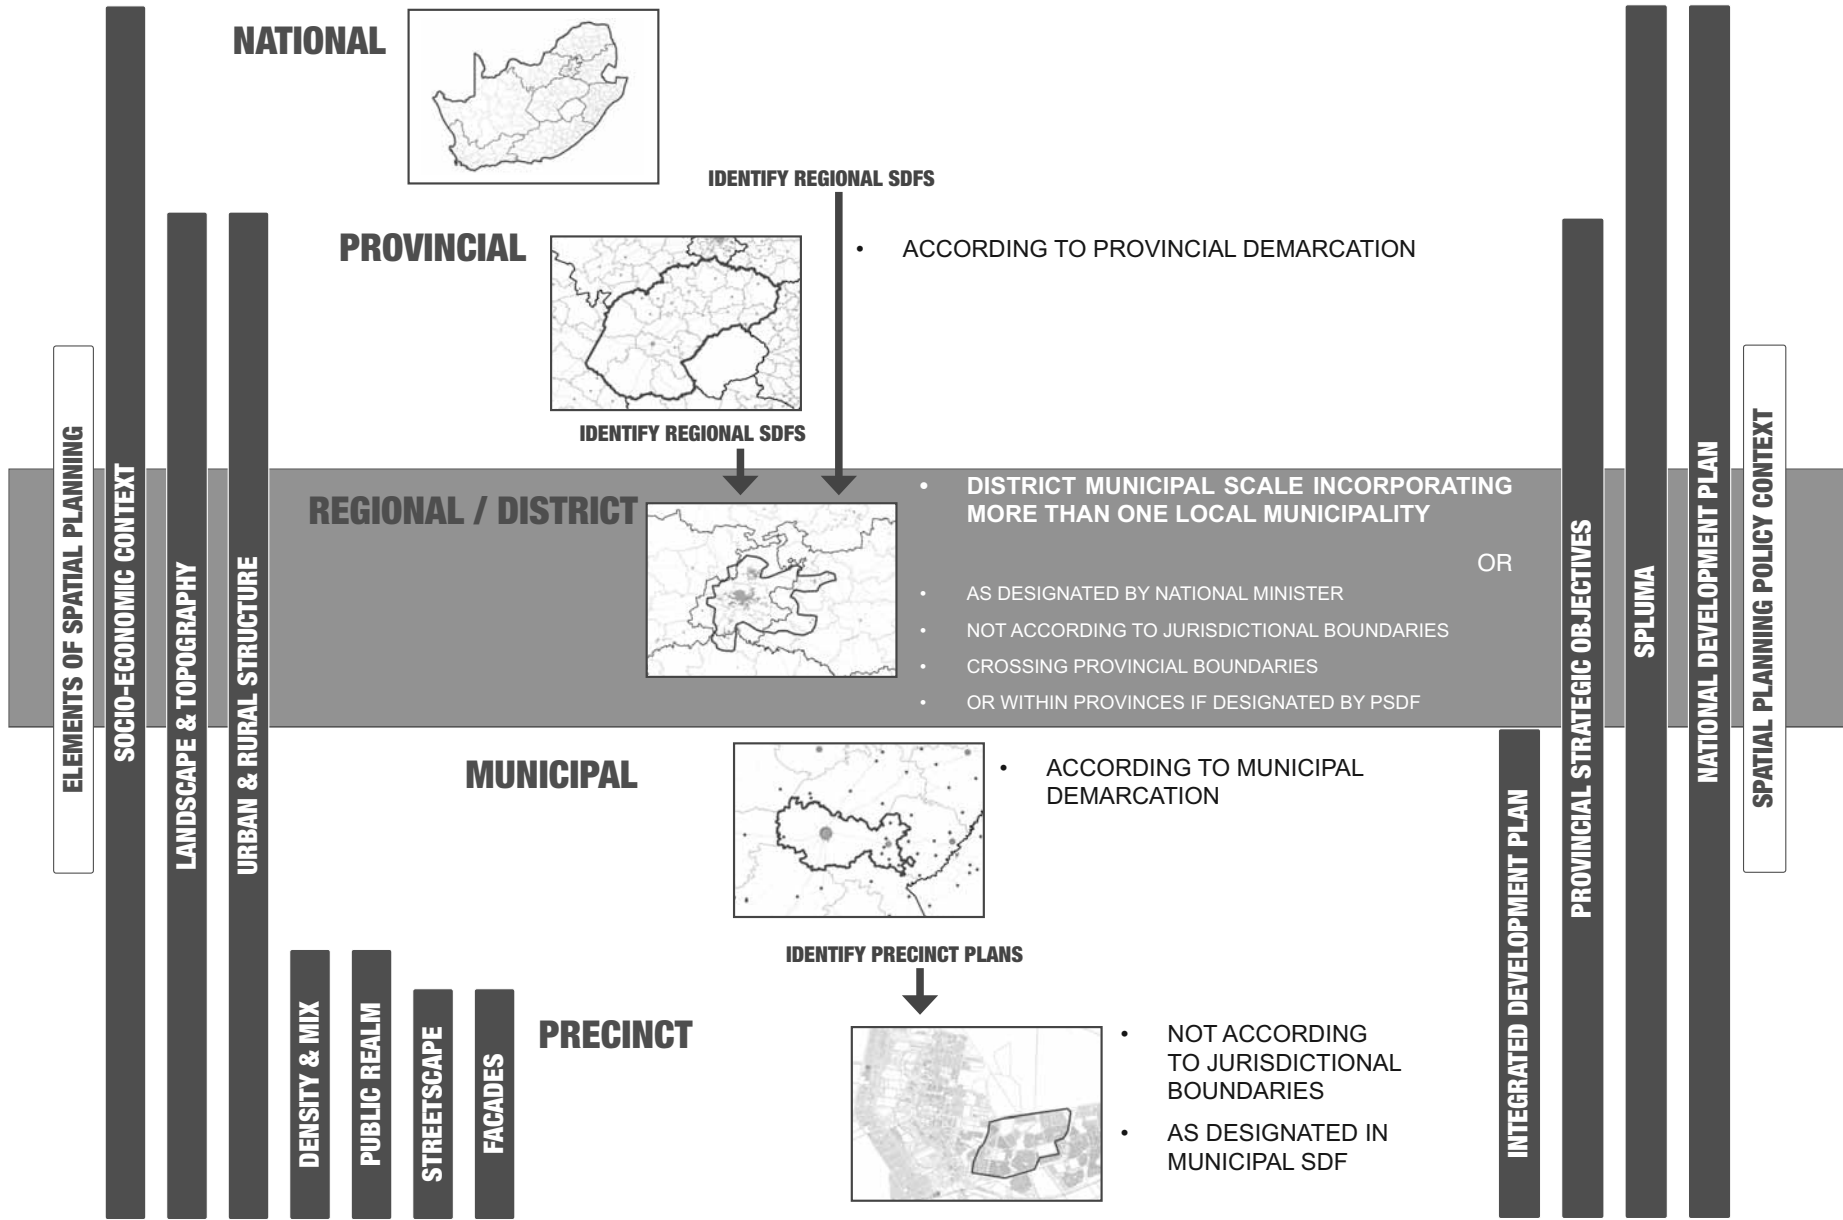 NATIONAL
IDENTIFY REGIONAL SDFS
PROVINCIAL
• ACCORDING TO PROVINCIAL DEMARCATION
IDENTIFY REGIONAL SDFS
REGIONAL / DISTRICT
• DISTRICT MUNICIPAL SCALE INCORPORATING
MORE THAN ONE LOCAL MUNICIPALITY
OR
• AS DESIGNATED BY NATIONAL MINISTER
• NOT ACCORDING TO JURISDICTIONAL BOUNDARIES
• CROSSING PROVINCIAL BOUNDARIES
• OR WITHIN PROVINCES IF DESIGNATED BY PSDF
MUNICIPAL
• ACCORDING TO MUNICIPAL
DEMARCATION
IDENTIFY PRECINCT PLANS
PRECINCT
• NOT ACCORDING
TO JURISDICTIONAL
BOUNDARIES
• AS DESIGNATED IN
MUNICIPAL SDF
ELEMENTS OF SPATIAL PLANNING
SOCIO-ECONOMIC CONTEXT
LANDSCAPE & TOPOGRAPHY
URBAN & RURAL STRUCTURE
DENSITY & MIX
PUBLIC REALM
STREETSCAPE
FACADES
INTEGRATED DEVELOPMENT PLAN
PROVINCIAL STRATEGIC OBJECTIVES
SPLUMA
NATIONAL DEVELOPMENT PLAN
SPATIAL PLANNING POLICY CONTEXT